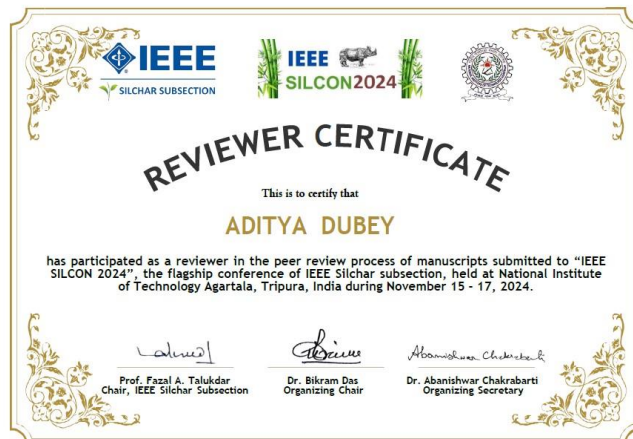 IEEE
SILCHAR SUBSECTION
IEEE
SILCON2024
REVIEWER CERTIFICATE
This is to certify that
ADITYA DUBEY
has participated as a reviewer in the peer review process of manuscripts submitted to “IEEE
SILCON 2024”, the flagship conference of IEEE Silchar subsection, held at National Institute
of Technology Agartala, Tripura, India during November 15 - 17, 2024.
Abanishwar Chakrabarti
Prof. Fazal A. Talukdar
Chair, IEEE Silchar Subsection
Dr. Bikram Das
Organizing Chair
Dr. Abanishwar Chakrabarti
Organizing Secretary